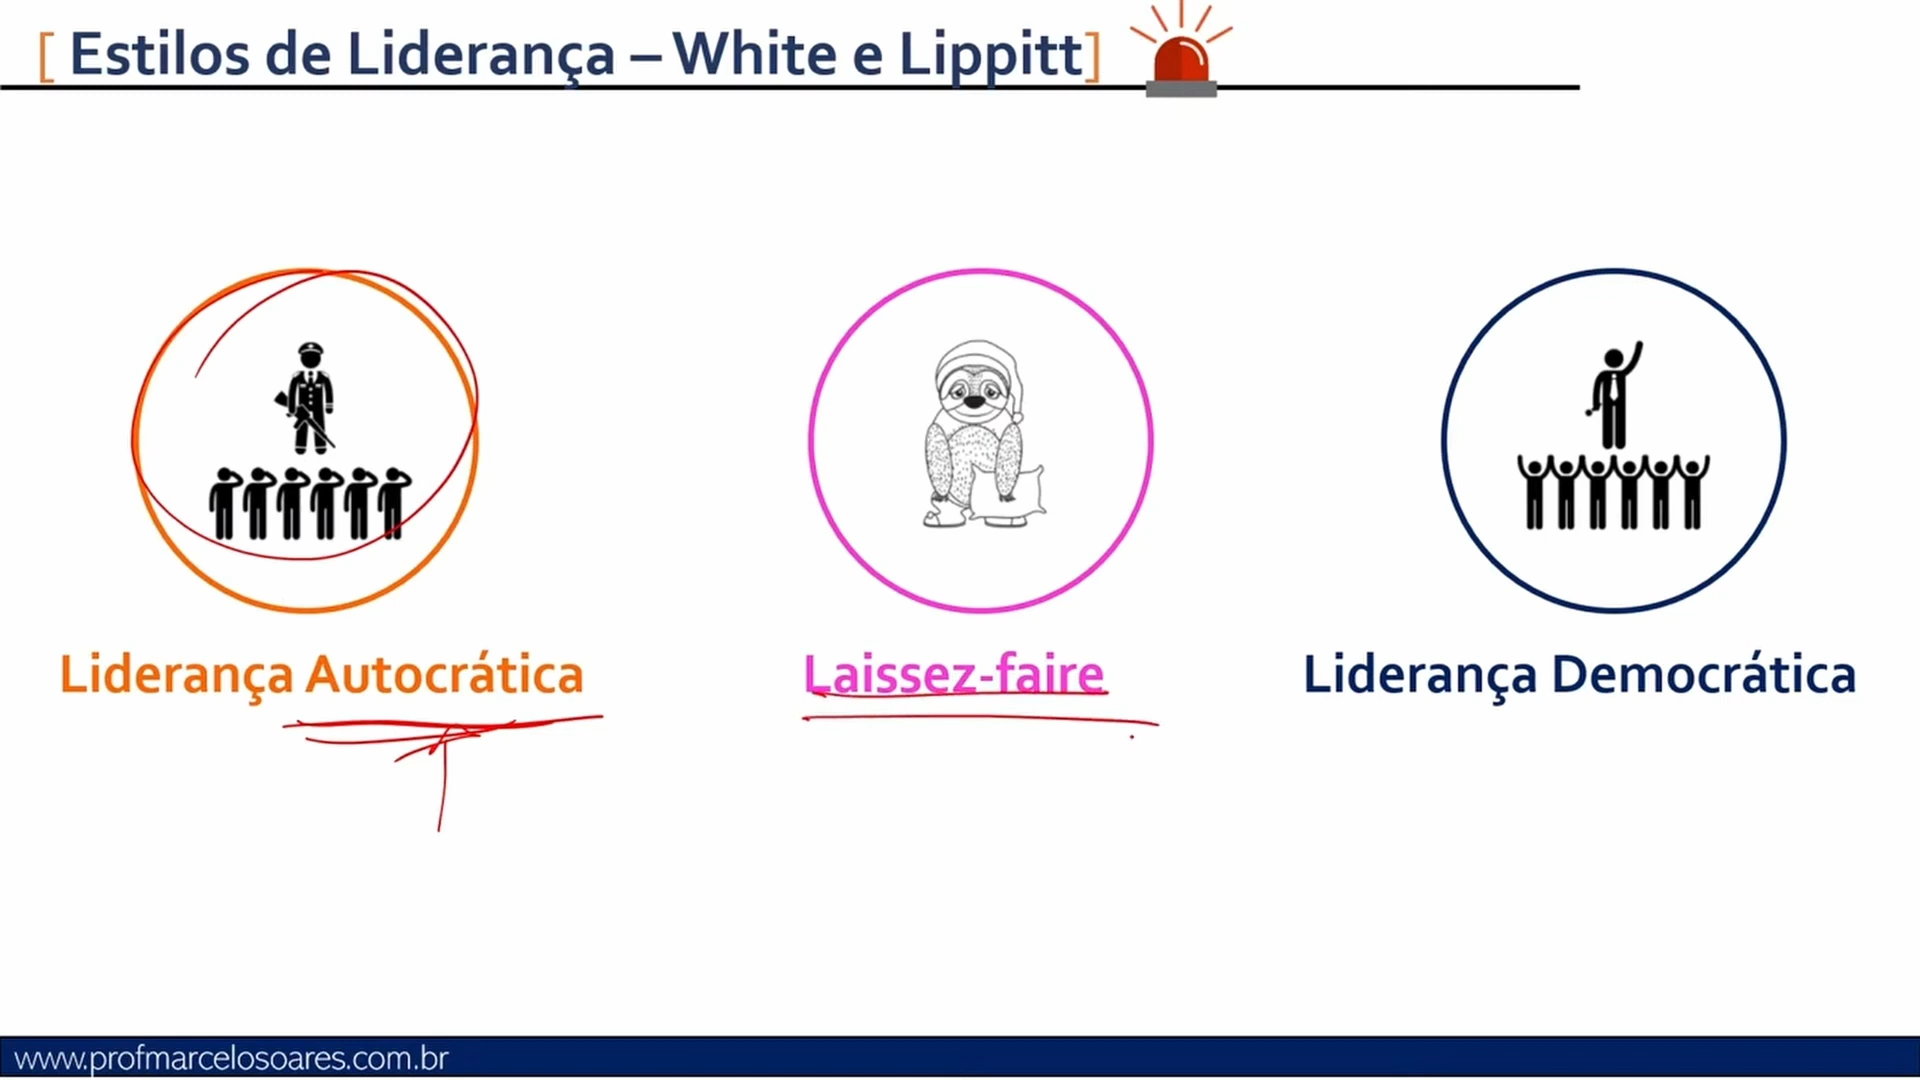 [ Estilos de Liderança – White e Lippitt]
Liderança Autocrática
Laissez-faire
Liderança Democrática
www.profmarcelosoares.com.br